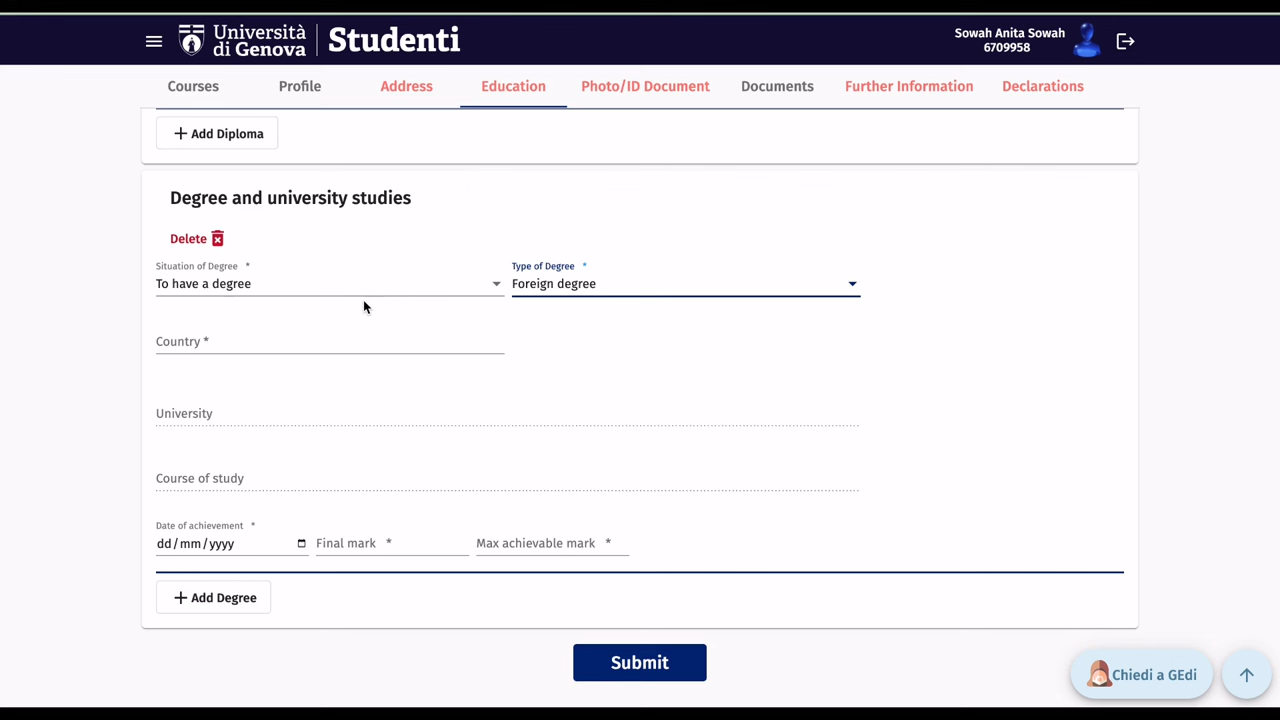 Università
di Genova
Studenti
Sowah Anita Sowah
6709958
Courses
Profile
Address
Education
Photo/ID Document
Documents
Further Information
Declarations
+ Add Diploma
Degree and university studies
Delete
Situation of Degree *
To have a degree
Type of Degree *
Foreign degree
Country *
University
Course of study
Date of achievement *
dd/mm/yyyy
Final mark *
Max achievable mark *
+ Add Degree
Submit
Chiedi a GEdi